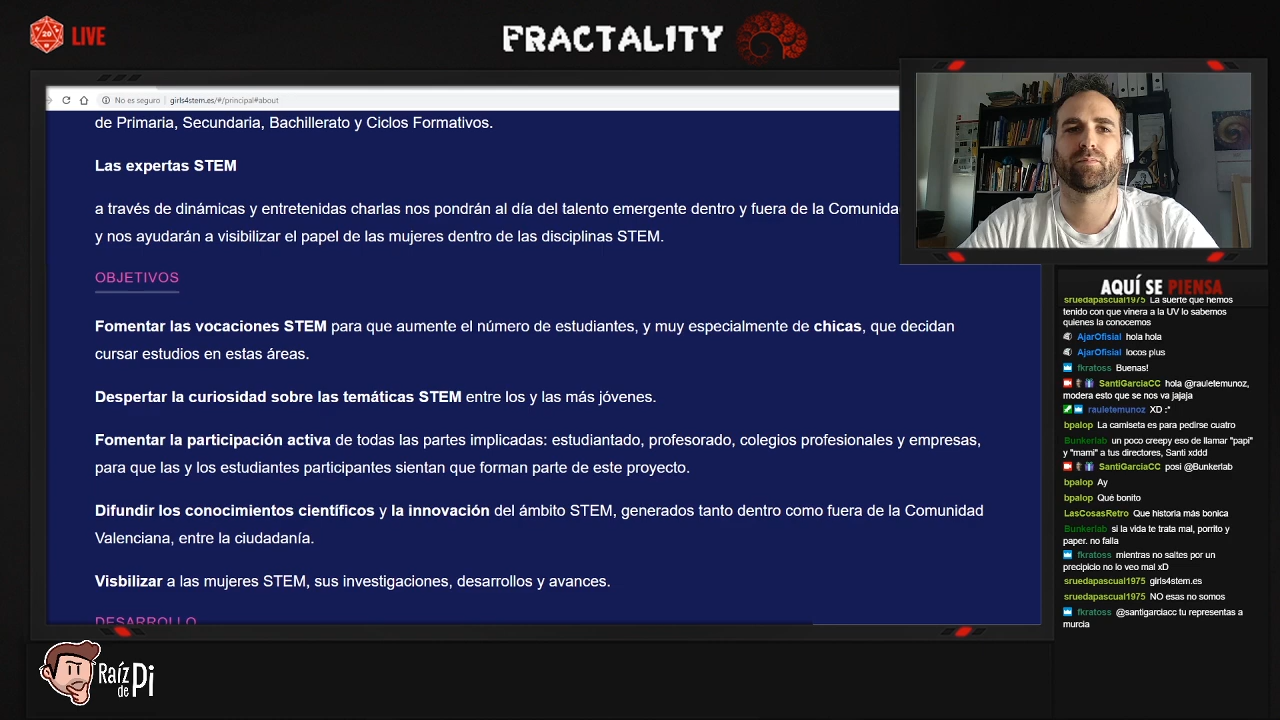 20
LIVE
FRACTALITY
No es seguro | girls4stem.es/#/principal#about
de Primaria, Secundaria, Bachillerato y Ciclos Formativos.
Las expertas STEM
a través de dinámicas y entretenidas charlas nos pondrán al día del talento emergente dentro y fuera de la Comunida
y nos ayudarán a visibilizar el papel de las mujeres dentro de las disciplinas STEM.
OBJETIVOS
Fomentar las vocaciones STEM para que aumente el número de estudiantes, y muy especialmente de chicas, que decidan
cursar estudios en estas áreas.
Despertar la curiosidad sobre las temáticas STEM entre los y las más jóvenes.
Fomentar la participación activa de todas las partes implicadas: estudiantado, profesorado, colegios profesionales y empresas,
para que las y los estudiantes participantes sientan que forman parte de este proyecto.
Difundir los conocimientos científicos y la innovación del ámbito STEM, generados tanto dentro como fuera de la Comunidad
Valenciana, entre la ciudadanía.
Visbilizar a las mujeres STEM, sus investigaciones, desarrollos y avances.
DESARROLLO
AQUÍ SE PIENSA
sruedapascual1975 La suerte que hemos
tenido con que vinera a la UV lo sabemos
quienes la conocemos
AjarOfisial hola hola
AjarOfisial locos plus
fkratoss Buenas!
SantiGarciaCC hola @rauletemunoz,
modera esto que se nos va jajaja
rauletemunoz XD :*
bpalop La camiseta es para pedirse cuatro
Bunkerlab un poco creepy eso de llamar "papi"
y "mami" a tus directores, Santi xddd
SantiGarciaCC posi @Bunkerlab
bpalop Ay
bpalop Qué bonito
LasCosasRetro Que historia más bonica
Bunkerlab si la vida te trata mal, porrito y
paper. no falla
fkratoss mientras no saltes por un
precipicio no lo veo mal xD
sruedapascual1975 girls4stem.es
sruedapascual1975 NO esas no somos
fkratoss @santigarciacc tu representas a
murcia
Raíz
de Pi